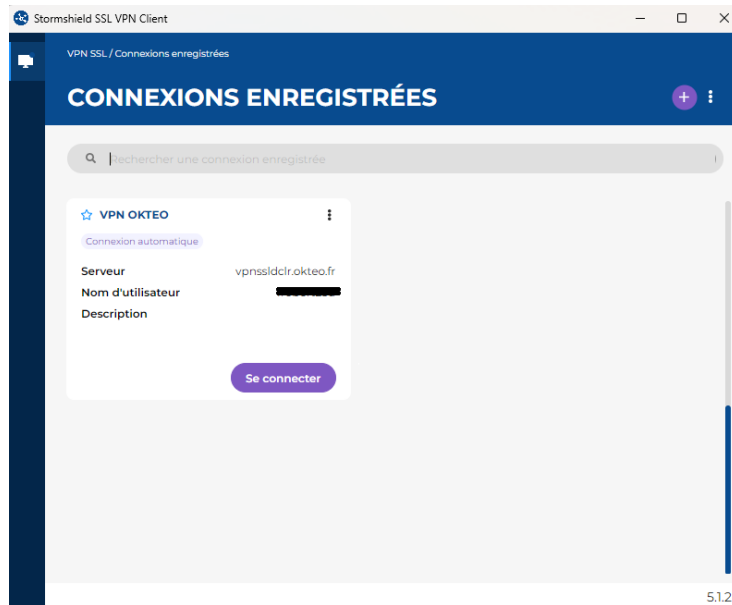 Stormshield SSL VPN Client
VPN SSL / Connexions enregistrées
CONNEXIONS ENREGISTRÉES
Rechercher une connexion enregistrée
VPN OKTEO
Connexion automatique
Serveur vpnssldclr.okteo.fr
Nom d'utilisateur
Description
Se connecter
5.1.2